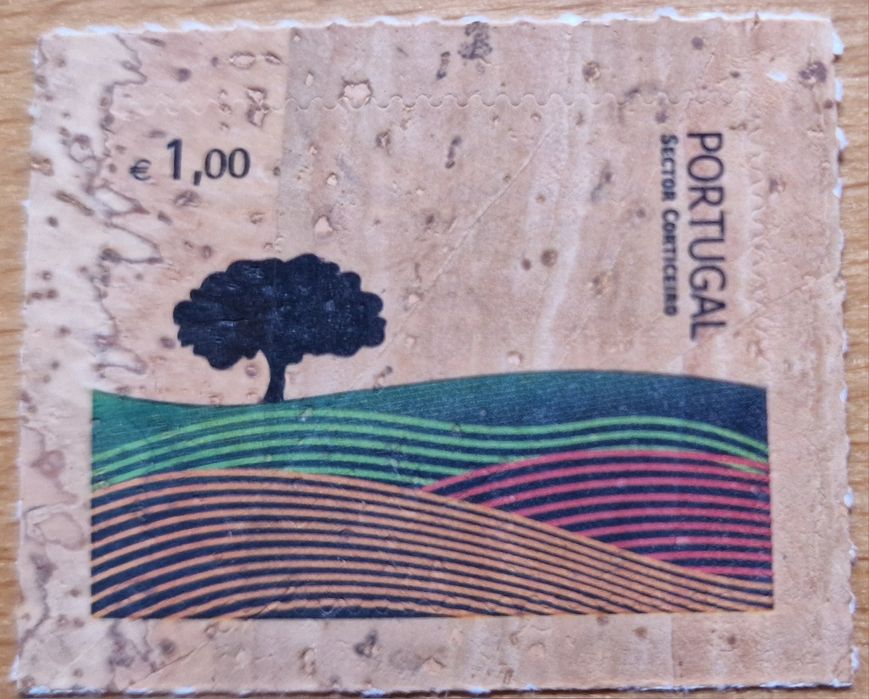 € 1,00
PORTUGAL
SECTOR CORTICEIRO